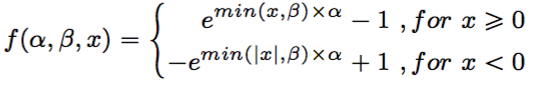 f(α, β, x) = { e^{min(x,β)×α} − 1 , for x ⩾ 0
−e^{min(|x|,β)×α} + 1 , for x < 0